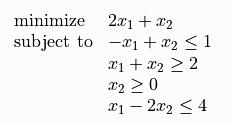 minimize 2x₁ + x₂
subject to −x₁ + x₂ ≤ 1
x₁ + x₂ ≥ 2
x₂ ≥ 0
x₁ − 2x₂ ≤ 4